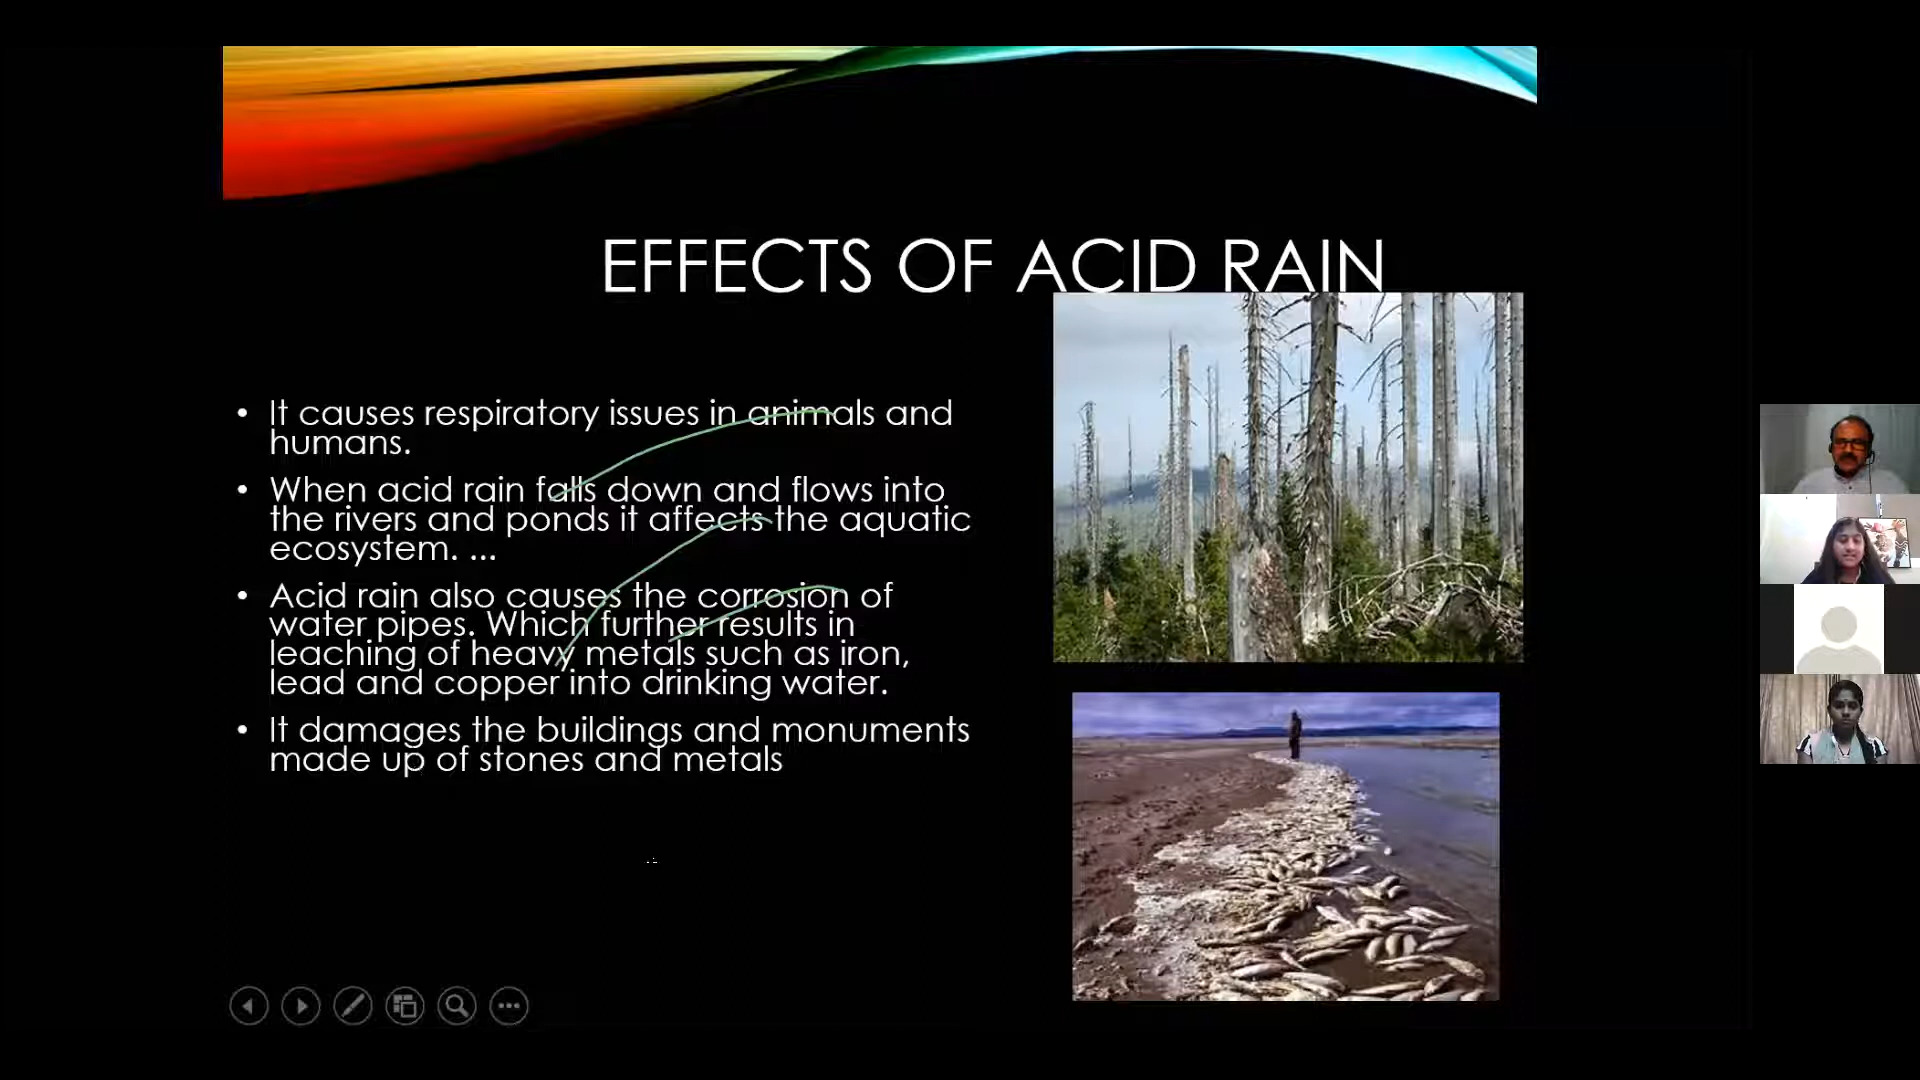 EFFECTS OF ACID RAIN
• It causes respiratory issues in animals and
humans.
• When acid rain falls down and flows into
the rivers and ponds it affects the aquatic
ecosystem. ...
• Acid rain also causes the corrosion of
water pipes. Which further results in
leaching of heavy metals such as iron,
lead and copper into drinking water.
• It damages the buildings and monuments
made up of stones and metals